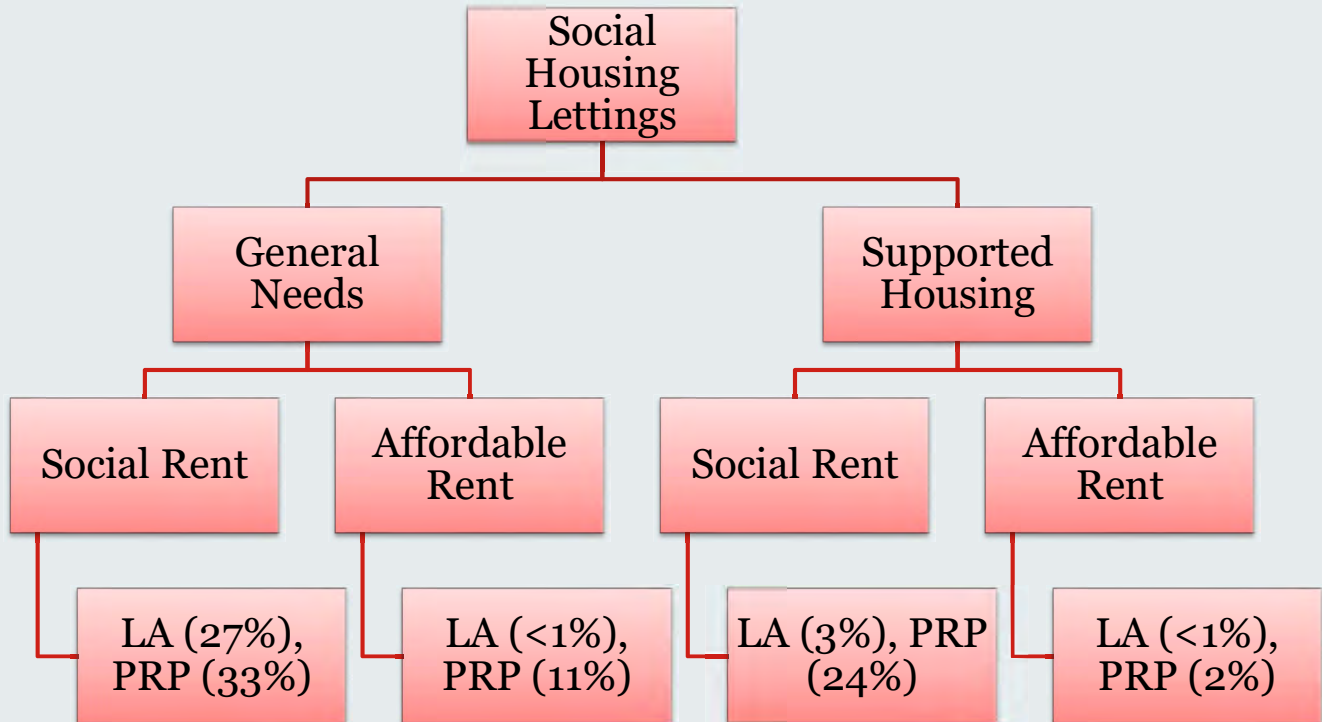 Social
Housing
Lettings
General
Needs
Supported
Housing
Social Rent
Affordable
Rent
Social Rent
Affordable
Rent
LA (27%),
PRP (33%)
LA (<1%),
PRP (11%)
LA (3%), PRP
(24%)
LA (<1%),
PRP (2%)